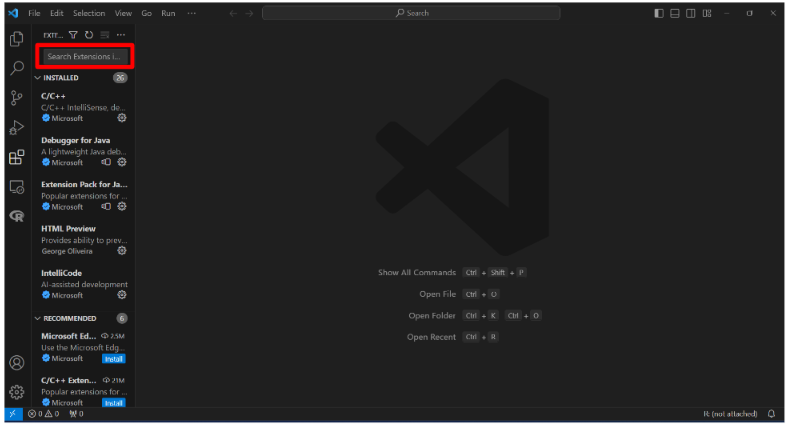 File Edit Selection View Go Run ···
Search
EXTE...
Search Extensions i...
INSTALLED 26
C/C++
C/C++ IntelliSense, de...
Microsoft
Debugger for Java
A lightweight Java deb...
Microsoft
Extension Pack for Ja...
Popular extensions for ...
Microsoft
HTML Preview
Provides ability to prev...
George Oliveira
IntelliCode
AI-assisted development
Microsoft
RECOMMENDED 6
Microsoft Ed... 25M
Use the Microsoft Edg...
Microsoft Install
C/C++ Exten... 21M
Popular extensions for ...
Microsoft Install
Show All Commands Ctrl + Shift + P
Open File Ctrl + O
Open Folder Ctrl + K Ctrl + O
Open Recent Ctrl + R
0 0 0
R: (not attached)